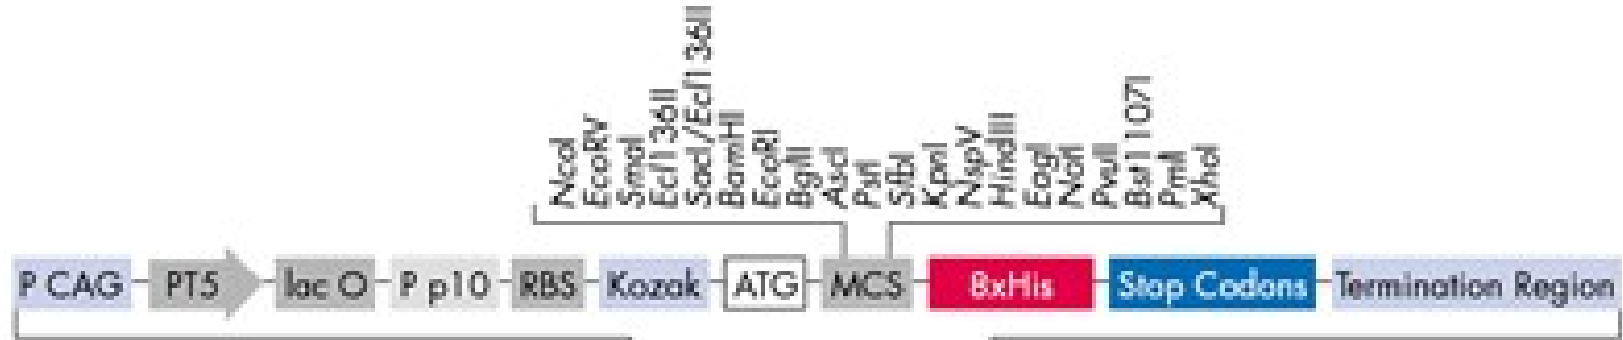 NcoI
EcoRV
SmaI
Ecl136II
SacI/Ecl136II
BamHI
EcoRI
BglII
AscI
PstI
SfbI
KpnI
NspV
HindIII
EagI
NotI
PvuII
Bst1107I
PmlI
XhoI
P CAG PT5 lac O P p10 RBS Kozak ATG MCS 8xHis Stop Codons Termination Region